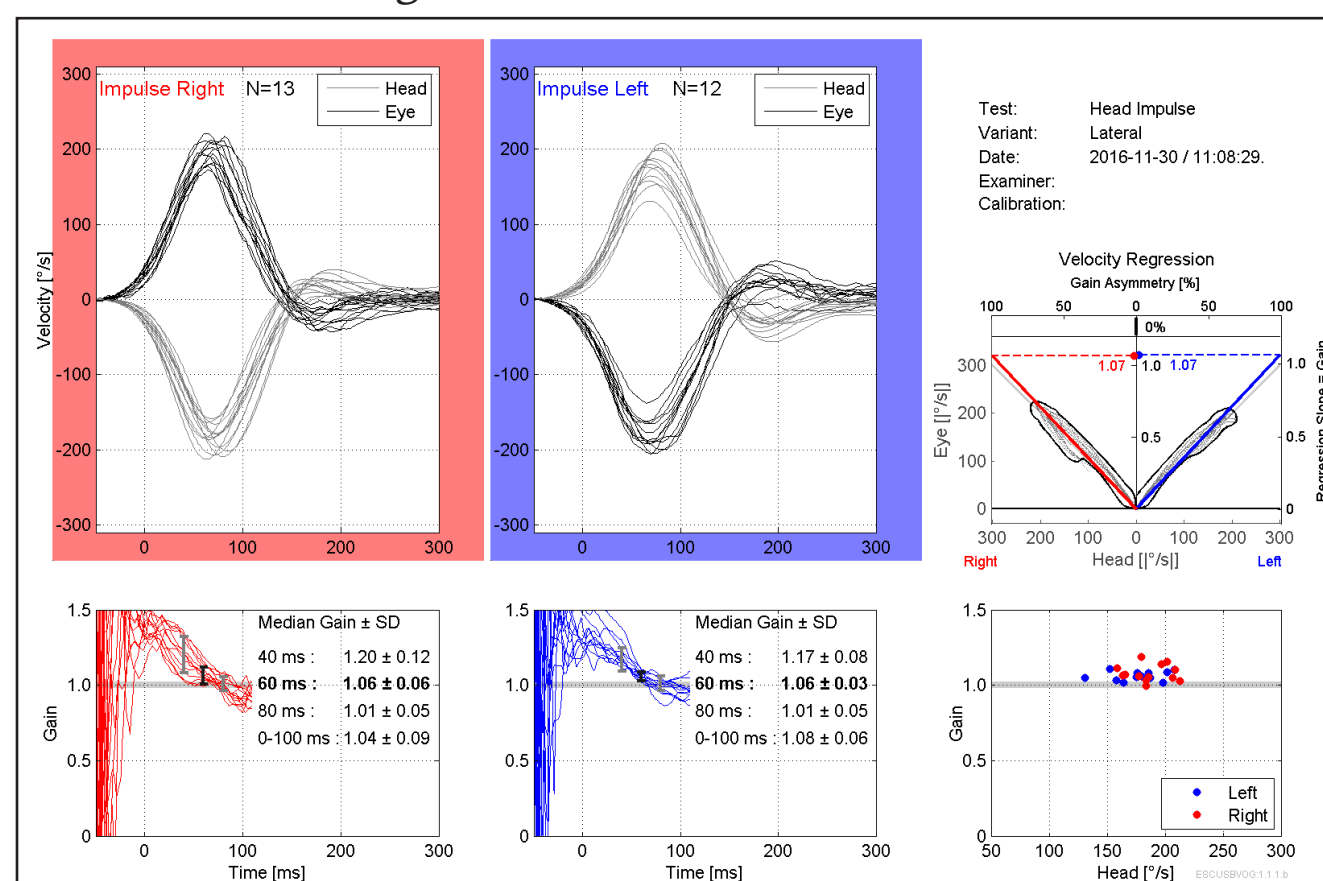 Impulse Right N=13
Head
Eye
300
200
100
0
-100
-200
-300
Velocity [°/s]
0 100 200 300
Impulse Left N=12
Head
Eye
300
200
100
0
-100
-200
-300
0 100 200 300
Test: Head Impulse
Variant: Lateral
Date: 2016-11-30 / 11:08:29.
Examiner:
Calibration:
Velocity Regression
Gain Asymmetry [%]
100 50 0 50 100
0%
1.07 1.07
300
200
100
0
Eye [|°/s|]
1.0
0.5
1.0
0.5
0
Regression Slope = Gain
300 200 100 0 100 200 300
Right Head [|°/s|] Left
1.5
1.0
0.5
0
Gain
Median Gain ± SD
40 ms : 1.20 ± 0.12
60 ms : 1.06 ± 0.06
80 ms : 1.01 ± 0.05
0-100 ms : 1.04 ± 0.09
0 100 200 300
Time [ms]
1.5
1.0
0.5
0
Median Gain ± SD
40 ms : 1.17 ± 0.08
60 ms : 1.06 ± 0.03
80 ms : 1.01 ± 0.05
0-100 ms : 1.08 ± 0.06
0 100 200 300
Time [ms]
1.5
1.0
0.5
0
Gain
Left
Right
50 100 150 200 250 300
Head [°/s]
ESCUSBVOG:1.1.1.b